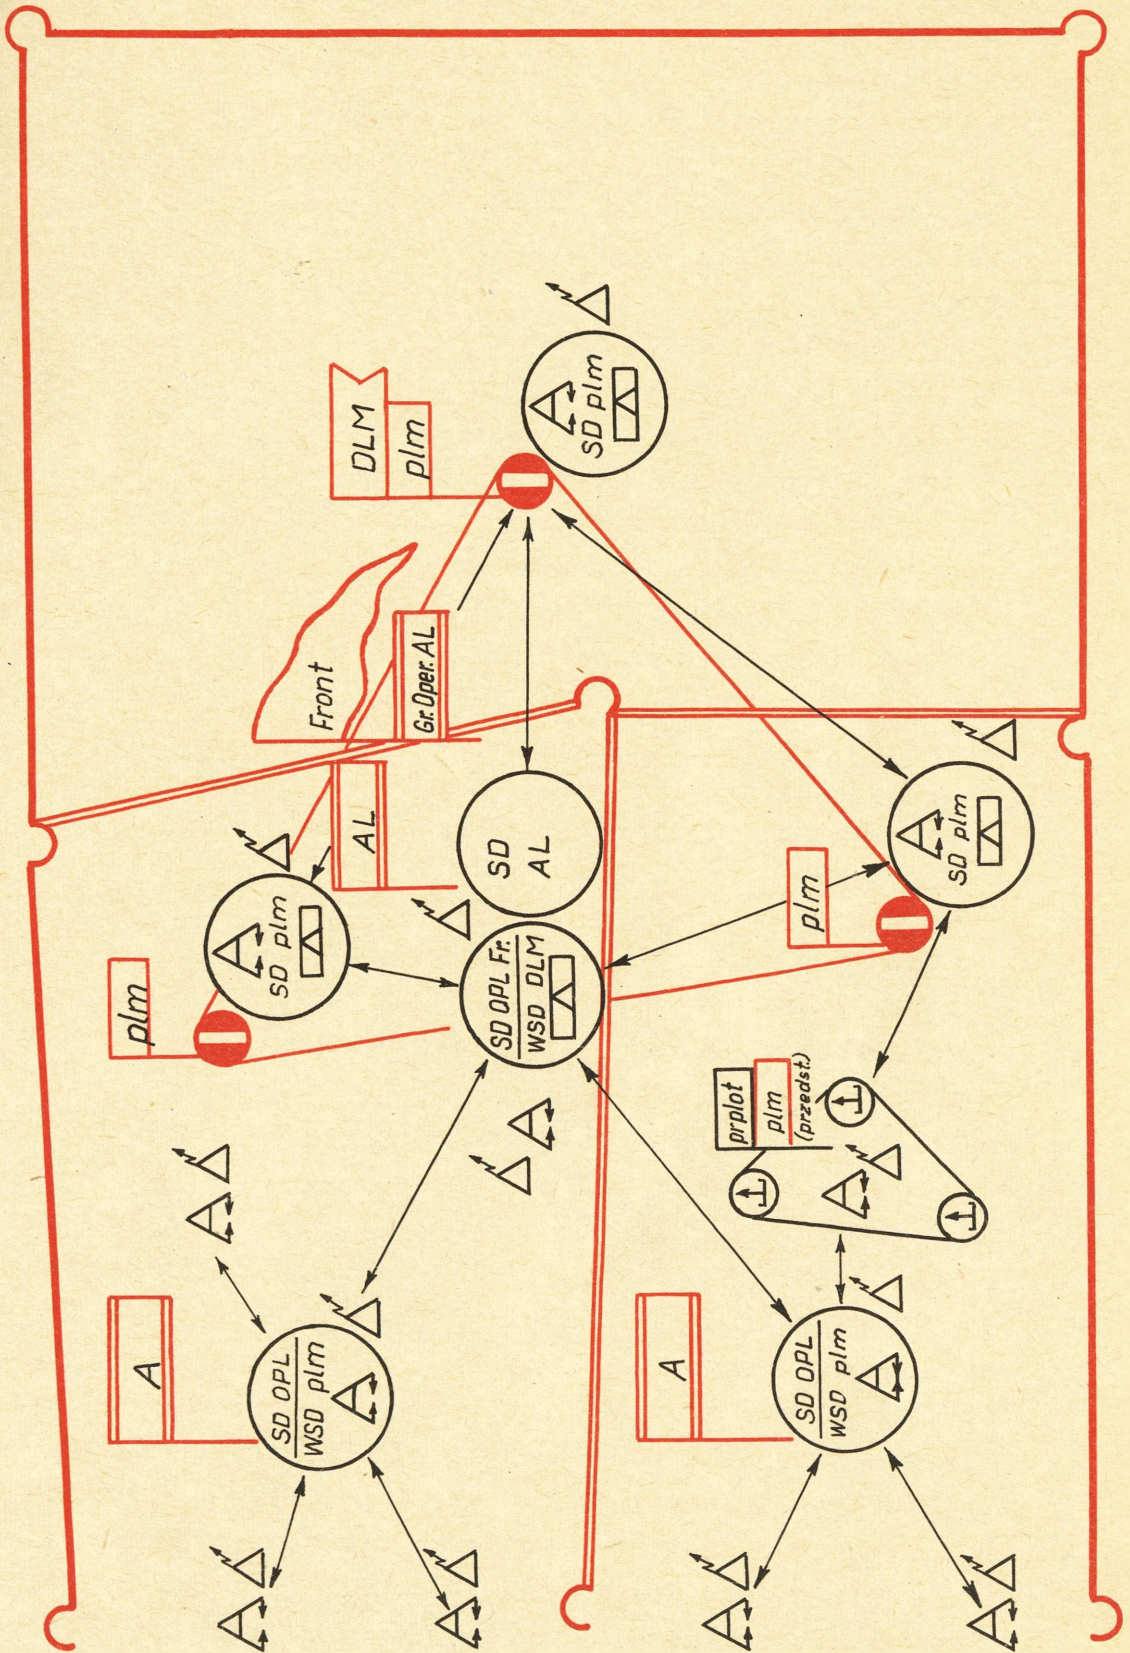 DLM
plm
SD plm
Front
Gr. Oper. AL
AL
SD
AL
plm
SD plm
SD OPL Fr.
WSD DLM
plm
SD plm
prplot
plm
(przedst.)
A
SD OPL
WSD plm
A
SD OPL
WSD plm